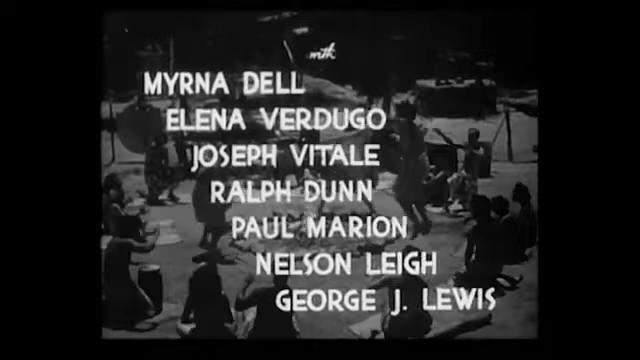 with
MYRNA DELL
ELENA VERDUGO
JOSEPH VITALE
RALPH DUNN
PAUL MARION
NELSON LEIGH
GEORGE J. LEWIS